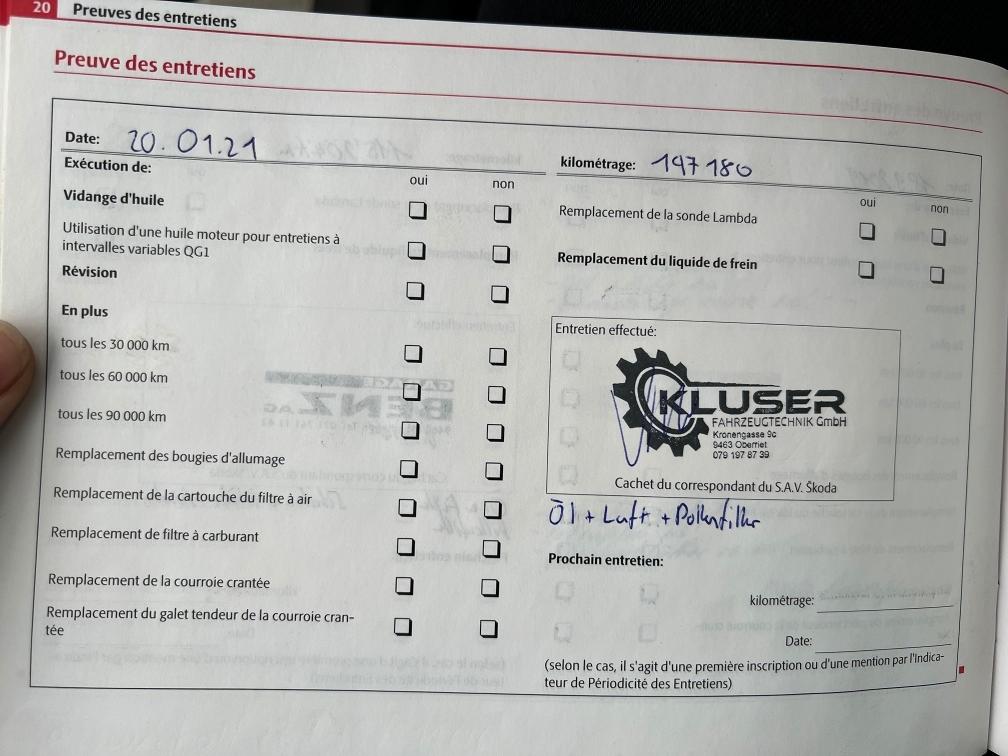 20 Preuves des entretiens
Preuve des entretiens
Date: 20.01.21
Exécution de:
oui non
Vidange d'huile
Utilisation d'une huile moteur pour entretiens à
intervalles variables QG1
Révision
En plus
tous les 30 000 km
tous les 60 000 km
tous les 90 000 km
Remplacement des bougies d'allumage
Remplacement de la cartouche du filtre à air
Remplacement de filtre à carburant
Remplacement de la courroie crantée
Remplacement du galet tendeur de la courroie cran-
tée
kilométrage: 147 180
oui non
Remplacement de la sonde Lambda
Remplacement du liquide de frein
Entretien effectué:
KLUSER
FAHRZEUGTECHNIK GmbH
Kronengasse 9c
9463 Oberriet
079 197 87 39
Cachet du correspondant du S.A.V. Škoda
Öl + Luft + Pollenfilter
Prochain entretien:
kilométrage:
Date:
(selon le cas, il s'agit d'une première inscription ou d'une mention par l'Indica-
teur de Périodicité des Entretiens)